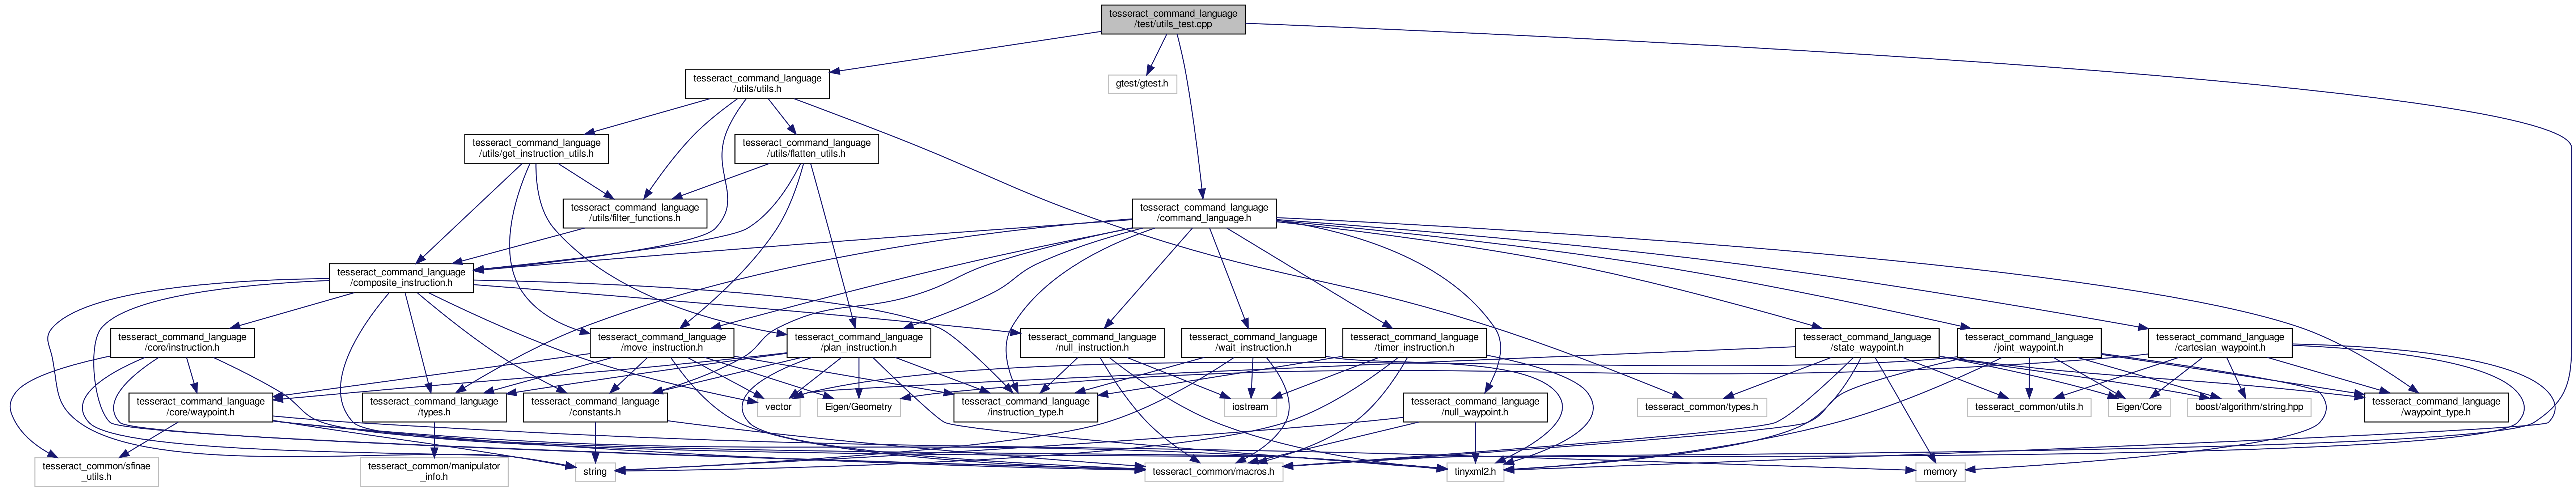 tesseract_command_language
/test/utils_test.cpp
tesseract_command_language
/utils/utils.h
gtest/gtest.h
tesseract_command_language
/utils/get_instruction_utils.h
tesseract_command_language
/utils/flatten_utils.h
tesseract_command_language
/utils/filter_functions.h
tesseract_command_language
/command_language.h
tesseract_command_language
/composite_instruction.h
tesseract_command_language
/core/instruction.h
tesseract_command_language
/move_instruction.h
tesseract_command_language
/plan_instruction.h
tesseract_command_language
/null_instruction.h
tesseract_command_language
/wait_instruction.h
tesseract_command_language
/timer_instruction.h
tesseract_command_language
/state_waypoint.h
tesseract_command_language
/joint_waypoint.h
tesseract_command_language
/cartesian_waypoint.h
tesseract_command_language
/core/waypoint.h
tesseract_command_language
/types.h
tesseract_command_language
/constants.h
vector
Eigen/Geometry
tesseract_command_language
/instruction_type.h
iostream
tesseract_command_language
/null_waypoint.h
tesseract_common/types.h
tesseract_common/utils.h
Eigen/Core
boost/algorithm/string.hpp
tesseract_command_language
/waypoint_type.h
tesseract_common/sfinae
_utils.h
tesseract_common/manipulator
_info.h
string
tesseract_common/macros.h
tinyxml2.h
memory